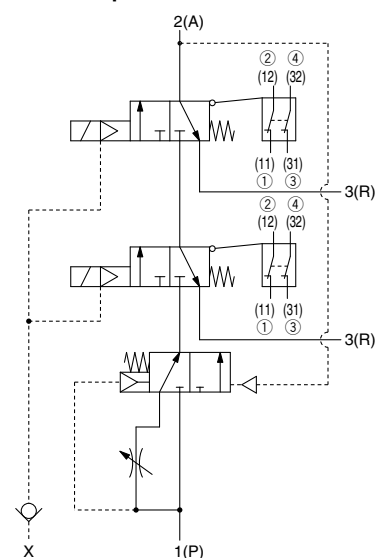 2(A)
② ④
(12) (32)
(11) (31)
① ③
3(R)
② ④
(12) (32)
(11) (31)
① ③
3(R)
X 1(P)